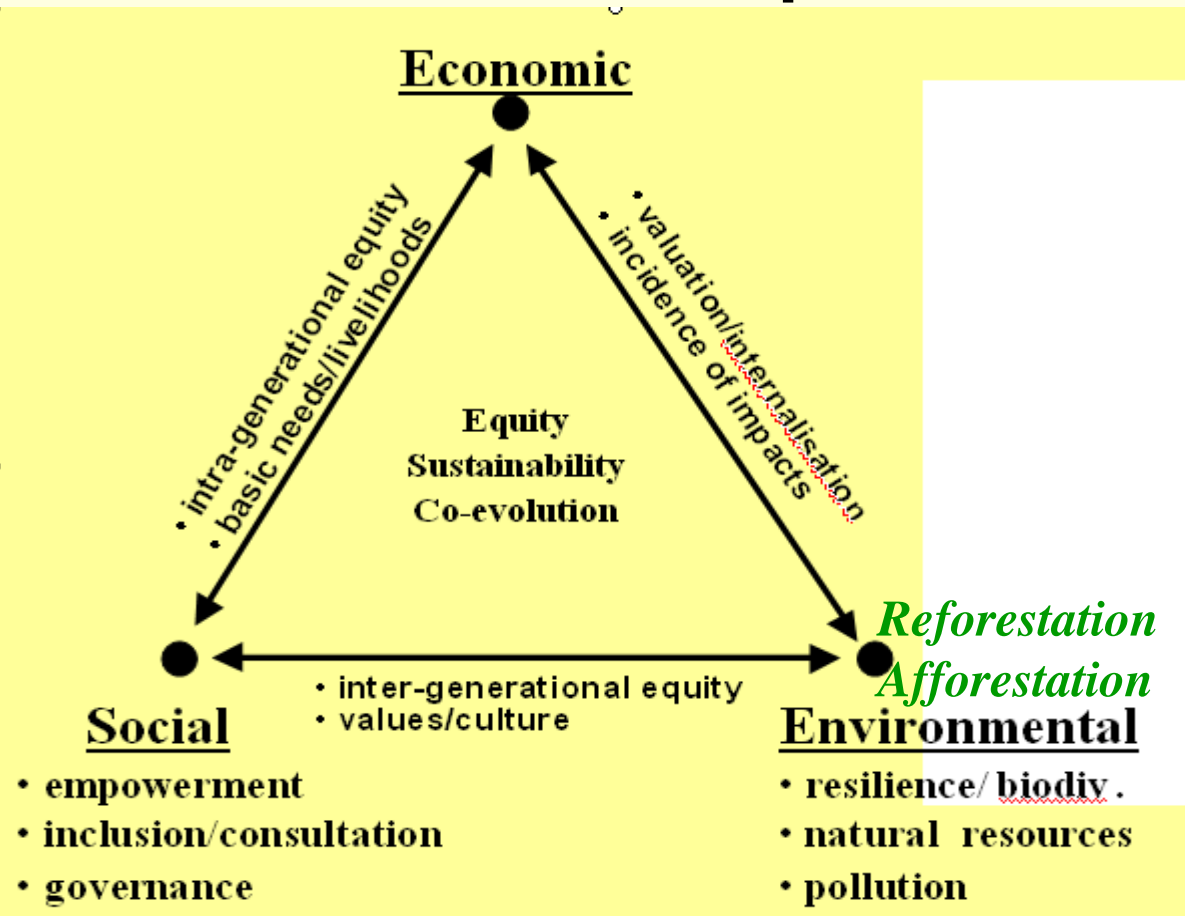 Economic
• intra-generational equity
• basic needs/livelihoods
• valuation/internalisation
• incidence of impacts
Equity
Sustainability
Co-evolution
Reforestation
Afforestation
• inter-generational equity
• values/culture
Social
• empowerment
• inclusion/consultation
• governance
Environmental
• resilience/ biodiv .
• natural resources
• pollution